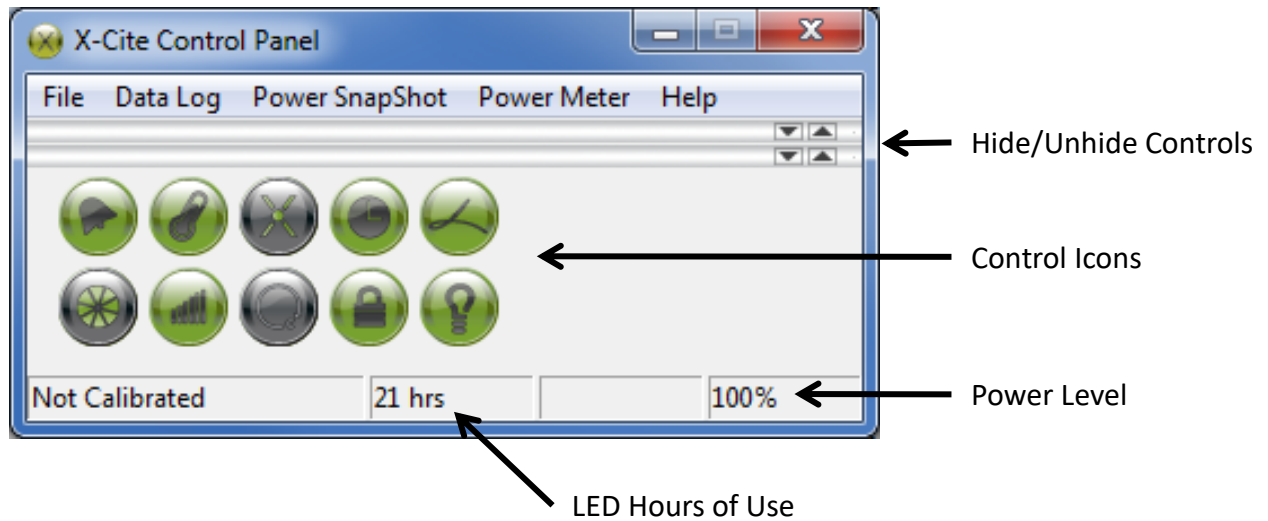 X-Cite Control Panel
File Data Log Power SnapShot Power Meter Help
Hide/Unhide Controls
Control Icons
Not Calibrated 21 hrs 100%
Power Level
LED Hours of Use